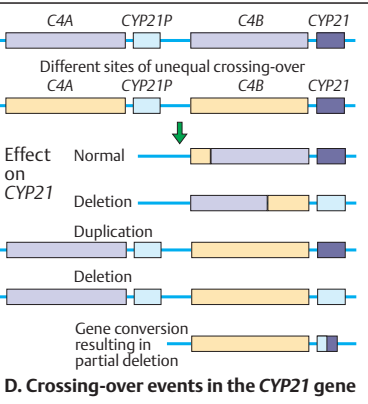 C4A CYP21P C4B CYP21
Different sites of unequal crossing-over
C4A CYP21P C4B CYP21
Effect
on
CYP21
Normal
Deletion
Duplication
Deletion
Gene conversion
resulting in
partial deletion
D. Crossing-over events in the CYP21 gene